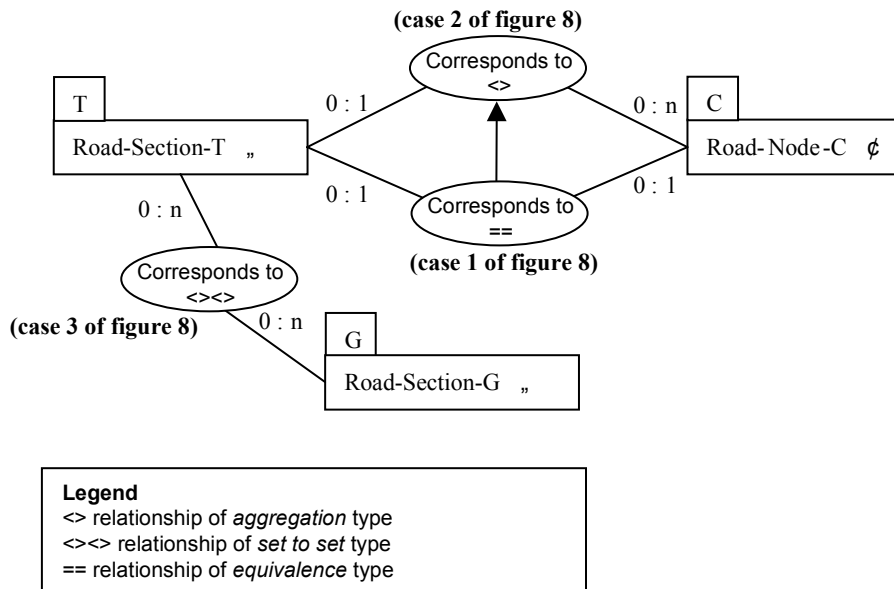 (case 2 of figure 8)
Corresponds to
<>
T
0 : 1
0 : n
C
Road-Section-T „
Road-Node-C ¢
0 : 1
0 : 1
Corresponds to
==
0 : n
(case 1 of figure 8)
Corresponds to
<><>
(case 3 of figure 8)
0 : n
G
Road-Section-G „
Legend
<> relationship of aggregation type
<><> relationship of set to set type
== relationship of equivalence type